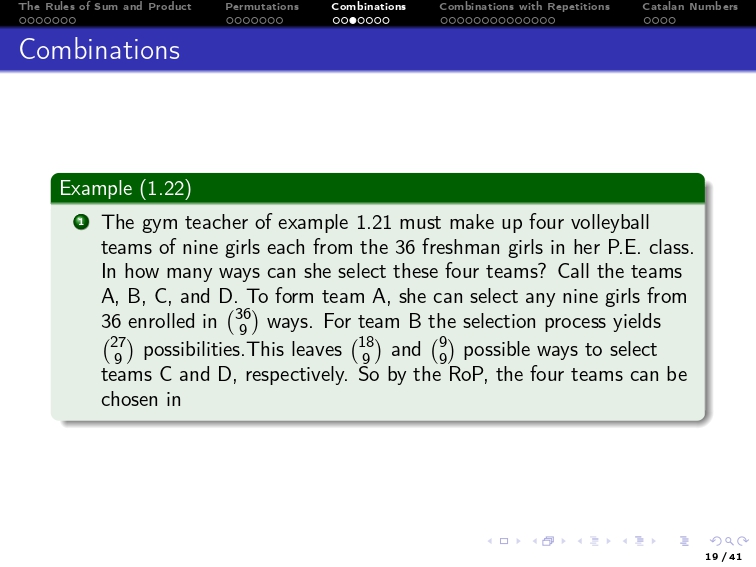 The Rules of Sum and Product Permutations Combinations Combinations with Repetitions Catalan Numbers
Combinations
Example (1.22)
1 The gym teacher of example 1.21 must make up four volleyball
teams of nine girls each from the 36 freshman girls in her P.E. class.
In how many ways can she select these four teams? Call the teams
A, B, C, and D. To form team A, she can select any nine girls from
36 enrolled in (36 9) ways. For team B the selection process yields
(27 9) possibilities.This leaves (18 9) and (9 9) possible ways to select
teams C and D, respectively. So by the RoP, the four teams can be
chosen in
19 / 41